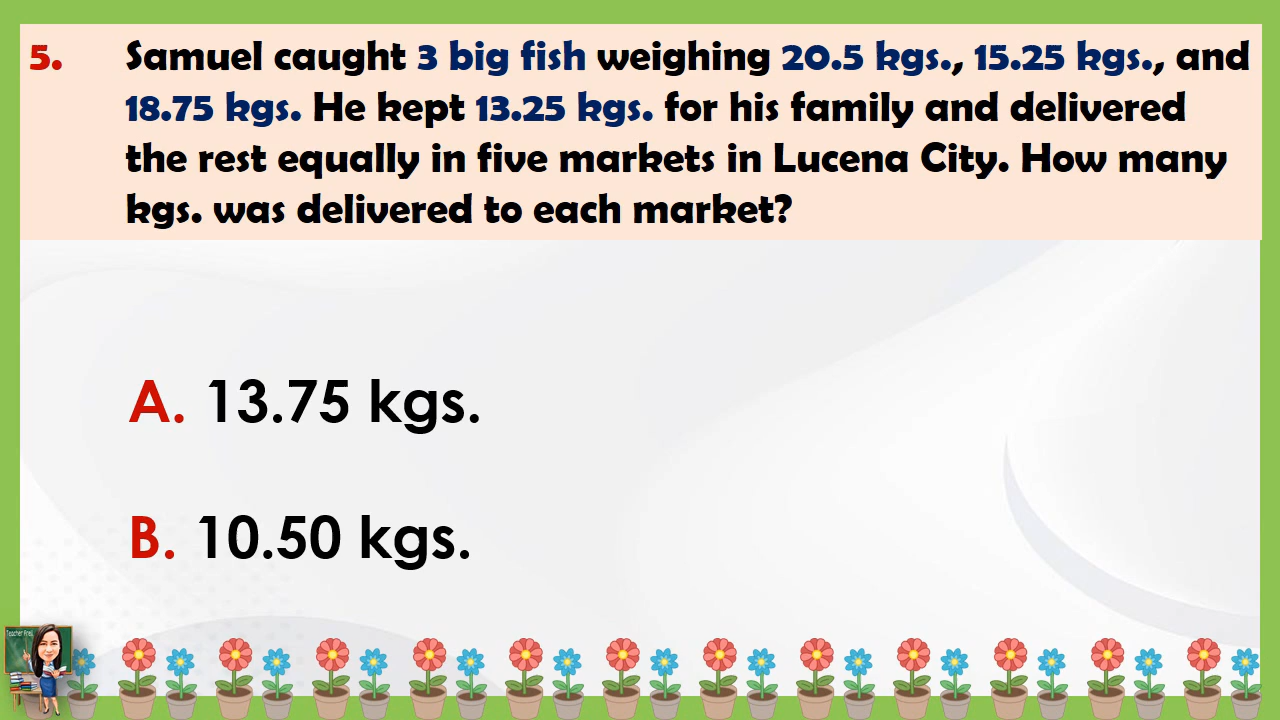 5. Samuel caught 3 big fish weighing 20.5 kgs., 15.25 kgs., and
18.75 kgs. He kept 13.25 kgs. for his family and delivered
the rest equally in five markets in Lucena City. How many
kgs. was delivered to each market?
A. 13.75 kgs.
B. 10.50 kgs.